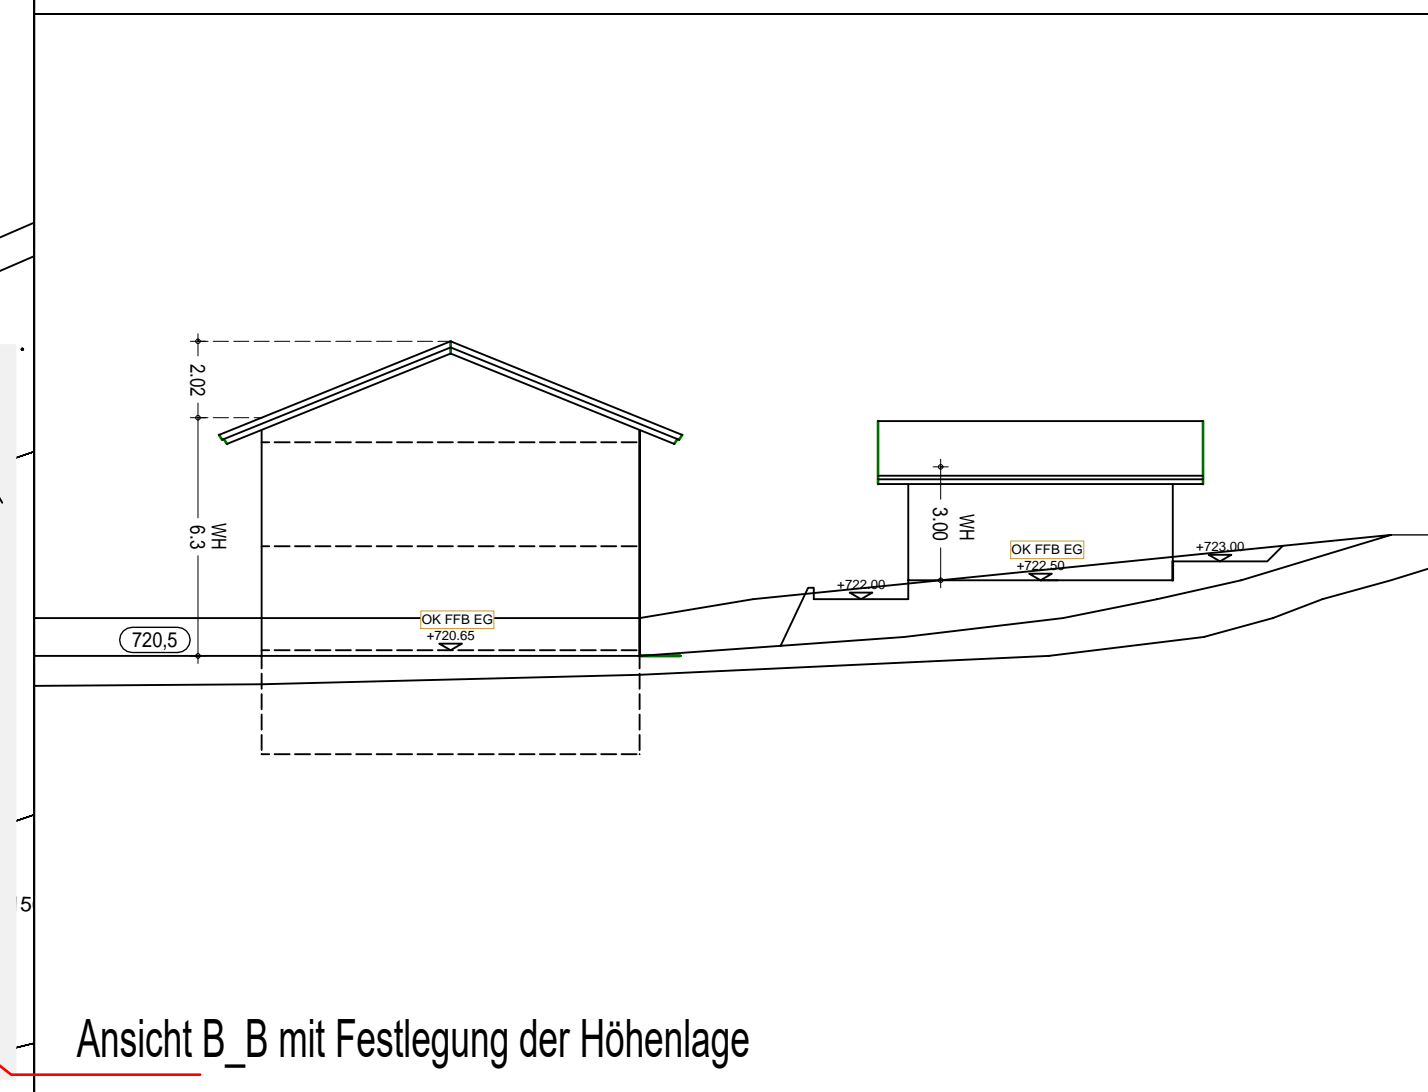 2.02
WH
6.3
720,5
OK FFB EG
+720.65
WH
3.00
OK FFB EG
+722.50
+722.00
+723.00
Ansicht B_B mit Festlegung der Höhenlage